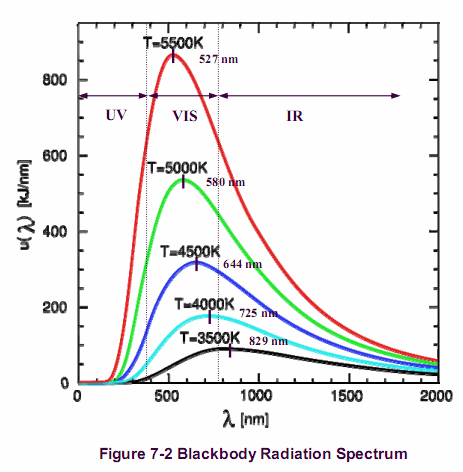 T=5500K
527 nm
800
UV VIS IR
600
T=5000K
580 nm
u(λ) [kJ/nm]
400
T=4500K
644 nm
200
T=4000K
725 nm
T=3500K
829 nm
0
0 500 1000 1500 2000
λ [nm]
Figure 7-2 Blackbody Radiation Spectrum